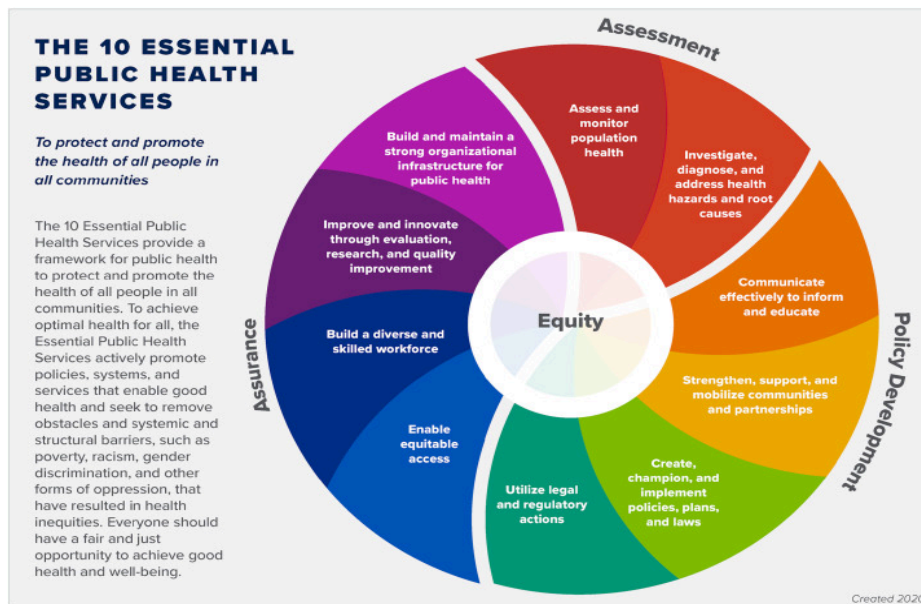 THE 10 ESSENTIAL
PUBLIC HEALTH
SERVICES
To protect and promote
the health of all people in
all communities
The 10 Essential Public
Health Services provide a
framework for public health
to protect and promote the
health of all people in all
communities. To achieve
optimal health for all, the
Essential Public Health
Services actively promote
policies, systems, and
services that enable good
health and seek to remove
obstacles and systemic and
structural barriers, such as
poverty, racism, gender
discrimination, and other
forms of oppression, that
have resulted in health
inequities. Everyone should
have a fair and just
opportunity to achieve good
health and well-being.
Assessment
Assess and
monitor
population
health
Investigate,
diagnose, and
address health
hazards and root
causes
Policy Development
Communicate
effectively to inform
and educate
Strengthen, support, and
mobilize communities
and partnerships
Create,
champion, and
implement
policies, plans,
and laws
Utilize legal
and regulatory
actions
Assurance
Enable
equitable
access
Build a diverse and
skilled workforce
Improve and innovate
through evaluation,
research, and quality
improvement
Build and maintain a
strong organizational
infrastructure for
public health
Equity
Created 2020